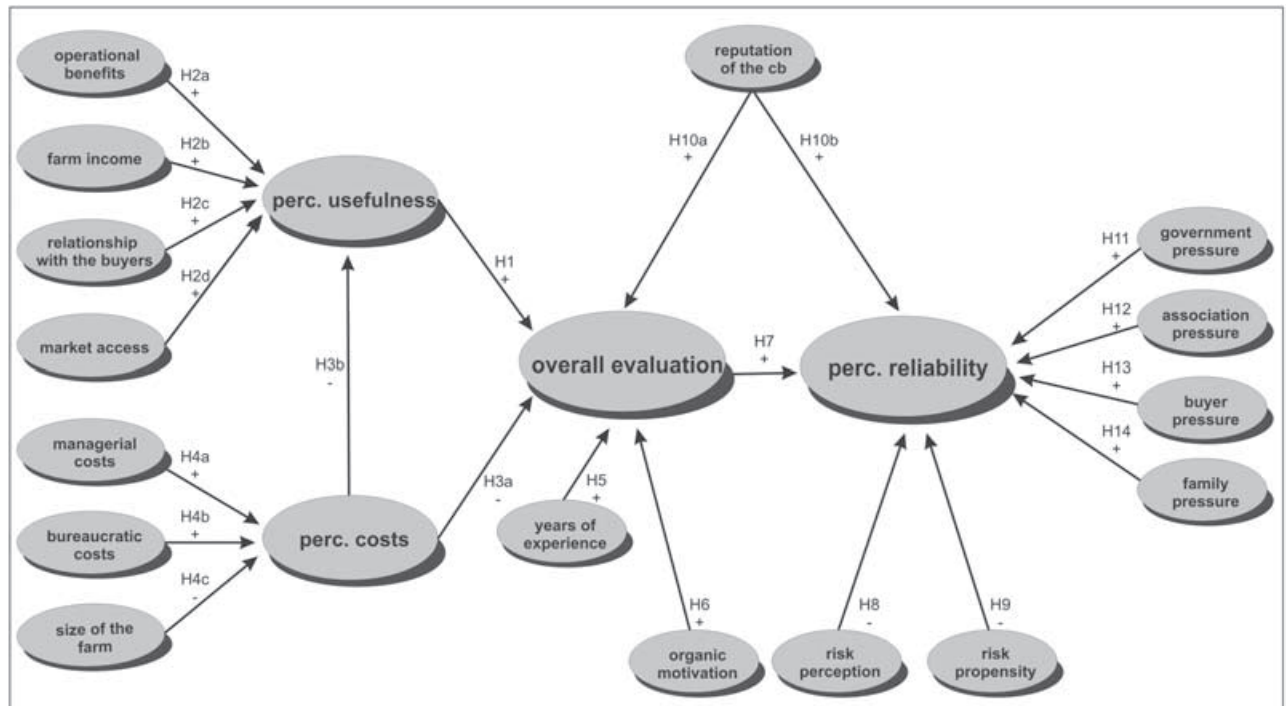 operational
benefits
H2a
+
farm income
H2b
+
relationship
with the buyers
H2c
+
market access
H2d
+
perc. usefulness
H1
+
H3b
-
managerial
costs
H4a
+
bureaucratic
costs
H4b
+
size of the
farm
H4c
-
perc. costs
H3a
-
reputation
of the cb
H10a
+
H10b
+
overall evaluation
H7
+
perc. reliability
years of
experience
H5
+
organic
motivation
H6
+
risk
perception
H8
-
risk
propensity
H9
-
H11
+
government
pressure
H12
+
association
pressure
H13
+
buyer
pressure
H14
+
family
pressure